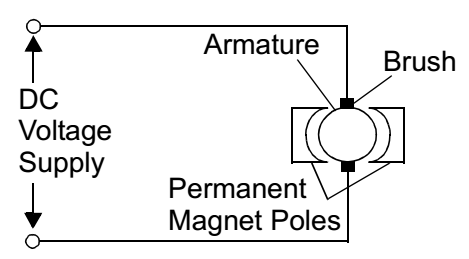 Armature
Brush
DC
Voltage
Supply
Permanent
Magnet Poles